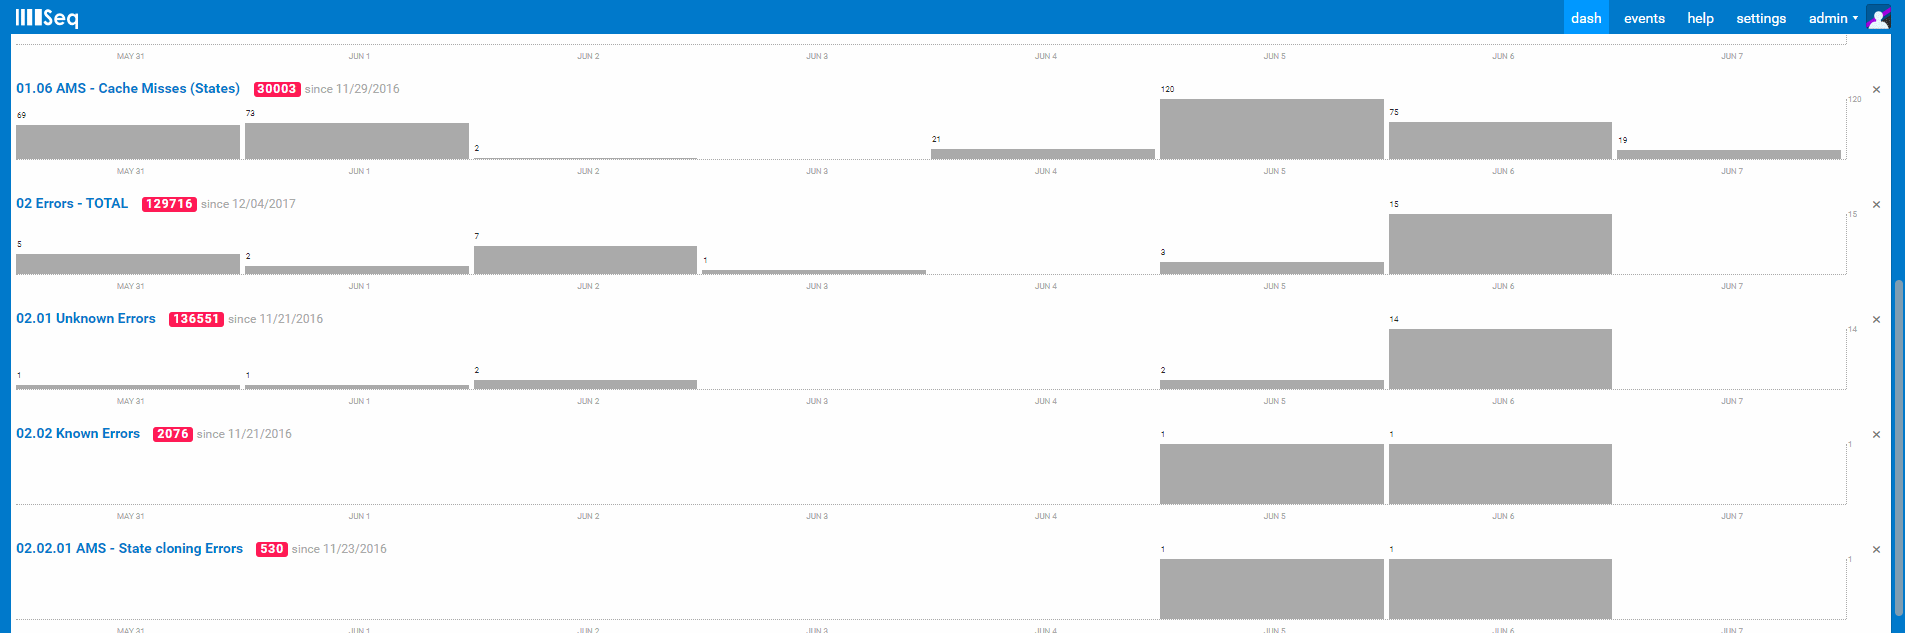 Seq dash events help settings admin
MAY 31 JUN 1 JUN 2 JUN 3 JUN 4 JUN 5 JUN 6 JUN 7
01.06 AMS - Cache Misses (States) 30003 since 11/29/2016 ×
69 73 2 21 120 75 19 120
MAY 31 JUN 1 JUN 2 JUN 3 JUN 4 JUN 5 JUN 6 JUN 7
02 Errors - TOTAL 129716 since 12/04/2017 ×
5 2 7 1 3 15 15
MAY 31 JUN 1 JUN 2 JUN 3 JUN 4 JUN 5 JUN 6 JUN 7
02.01 Unknown Errors 136551 since 11/21/2016 ×
1 1 2 2 14 14
MAY 31 JUN 1 JUN 2 JUN 3 JUN 4 JUN 5 JUN 6 JUN 7
02.02 Known Errors 2076 since 11/21/2016 ×
1 1 1
MAY 31 JUN 1 JUN 2 JUN 3 JUN 4 JUN 5 JUN 6 JUN 7
02.02.01 AMS - State cloning Errors 530 since 11/23/2016 ×
1 1 1
MAY 31 JUN 1 JUN 2 JUN 3 JUN 4 JUN 5 JUN 6 JUN 7